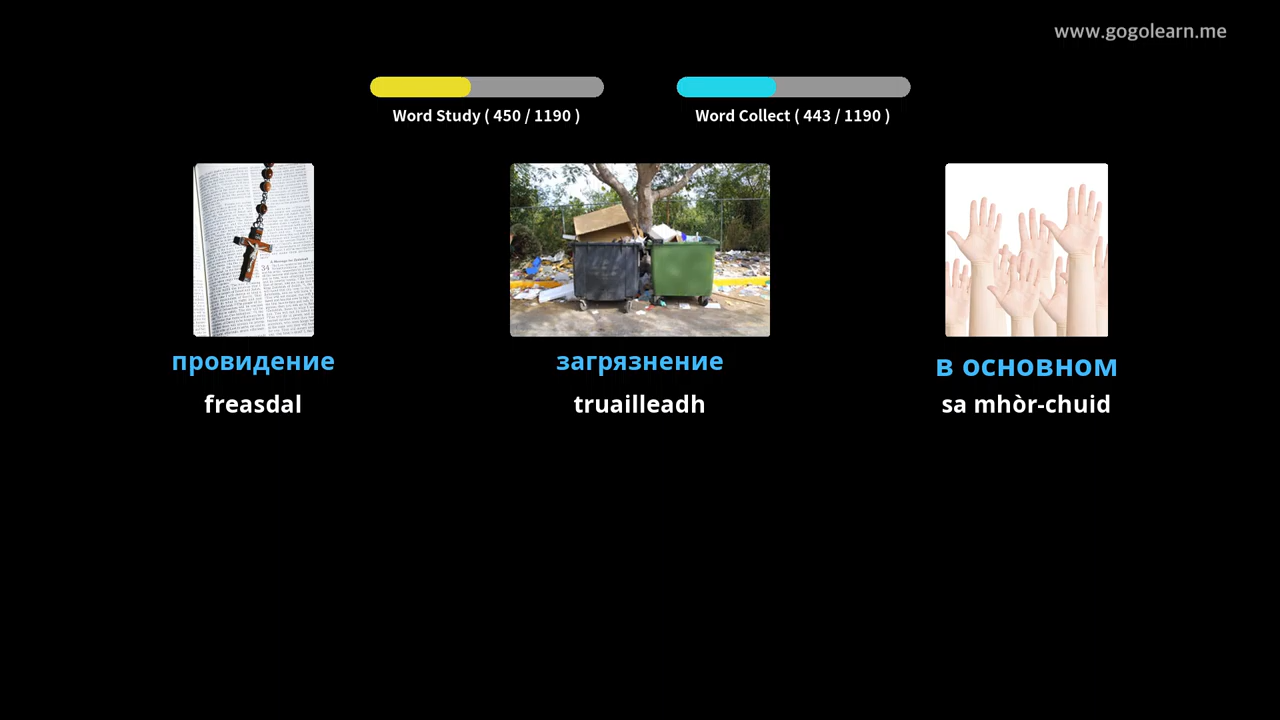 www.gogolearn.me
Word Study ( 450 / 1190 )
Word Collect ( 443 / 1190 )
провидение
загрязнение
в основном
freasdal
truailleadh
sa mhòr-chuid